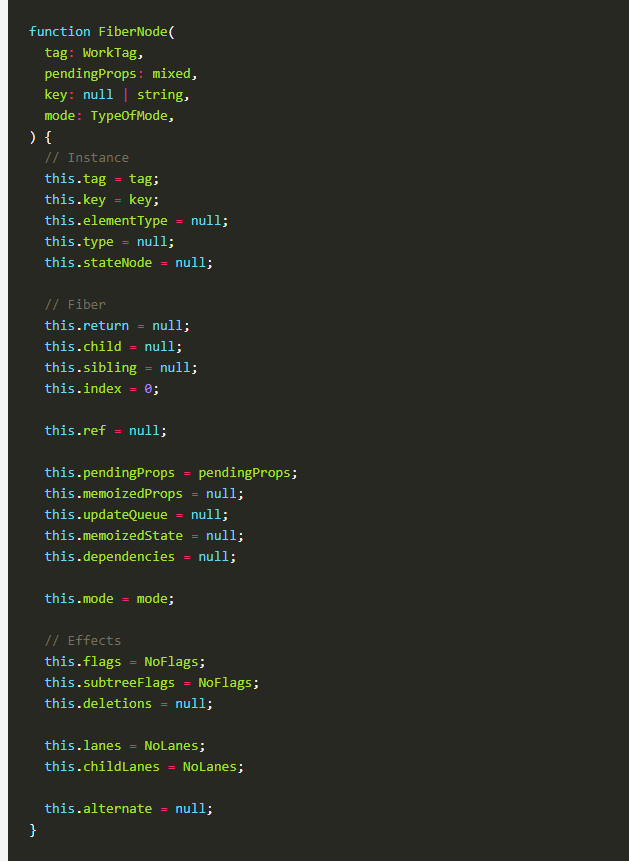 function FiberNode(
  tag: WorkTag,
  pendingProps: mixed,
  key: null | string,
  mode: TypeOfMode,
) {
  // Instance
  this.tag = tag;
  this.key = key;
  this.elementType = null;
  this.type = null;
  this.stateNode = null;

  // Fiber
  this.return = null;
  this.child = null;
  this.sibling = null;
  this.index = 0;

  this.ref = null;

  this.pendingProps = pendingProps;
  this.memoizedProps = null;
  this.updateQueue = null;
  this.memoizedState = null;
  this.dependencies = null;

  this.mode = mode;

  // Effects
  this.flags = NoFlags;
  this.subtreeFlags = NoFlags;
  this.deletions = null;

  this.lanes = NoLanes;
  this.childLanes = NoLanes;

  this.alternate = null;
}